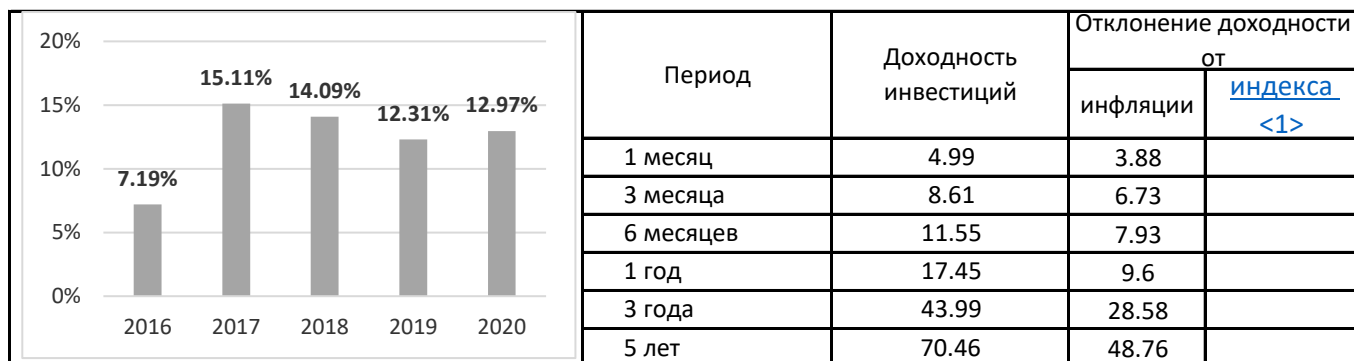 20%
15%
10%
5%
0%
7.19%
15.11%
14.09%
12.31%
12.97%
2016 2017 2018 2019 2020
Период
Доходность
инвестиций
Отклонение доходности
от
инфляции
индекса
<1>
1 месяц 4.99 3.88
3 месяца 8.61 6.73
6 месяцев 11.55 7.93
1 год 17.45 9.6
3 года 43.99 28.58
5 лет 70.46 48.76